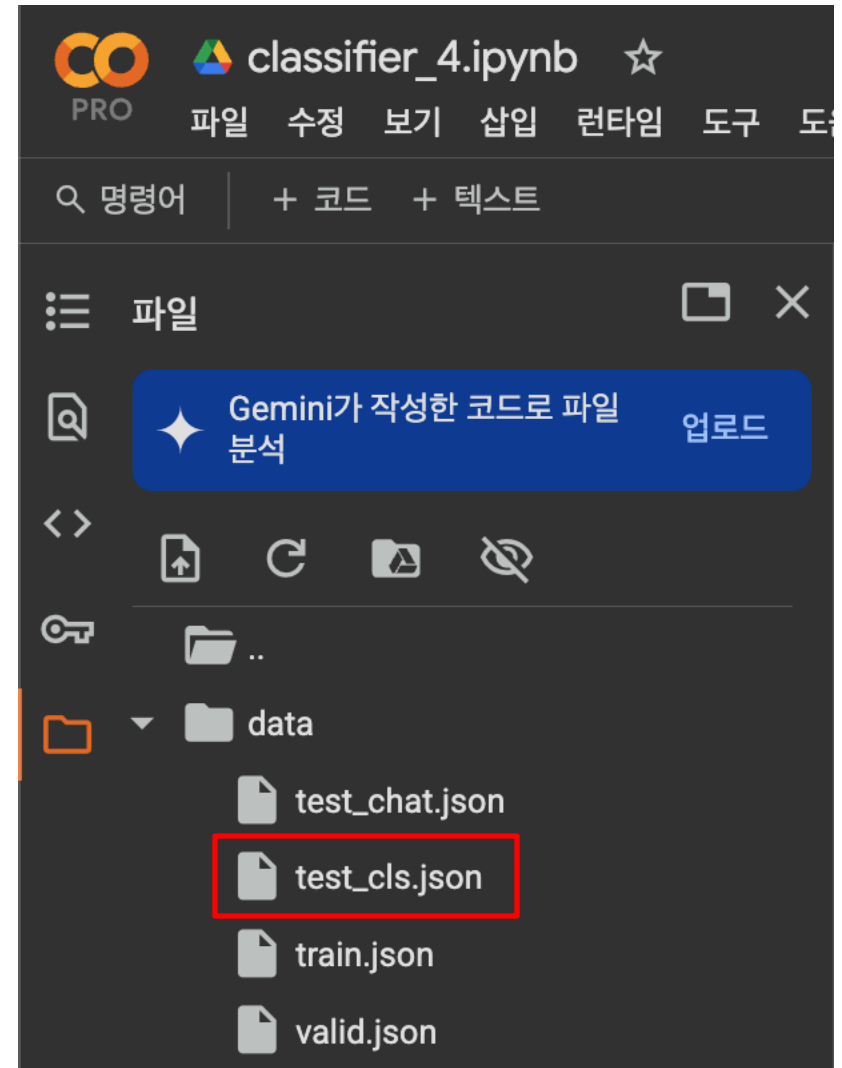 classifier_4.ipynb
PRO
파일 수정 보기 삽입 런타임 도구
명령어 + 코드 + 텍스트
파일
Gemini가 작성한 코드로 파일
분석
업로드
..
data
test_chat.json
test_cls.json
train.json
valid.json